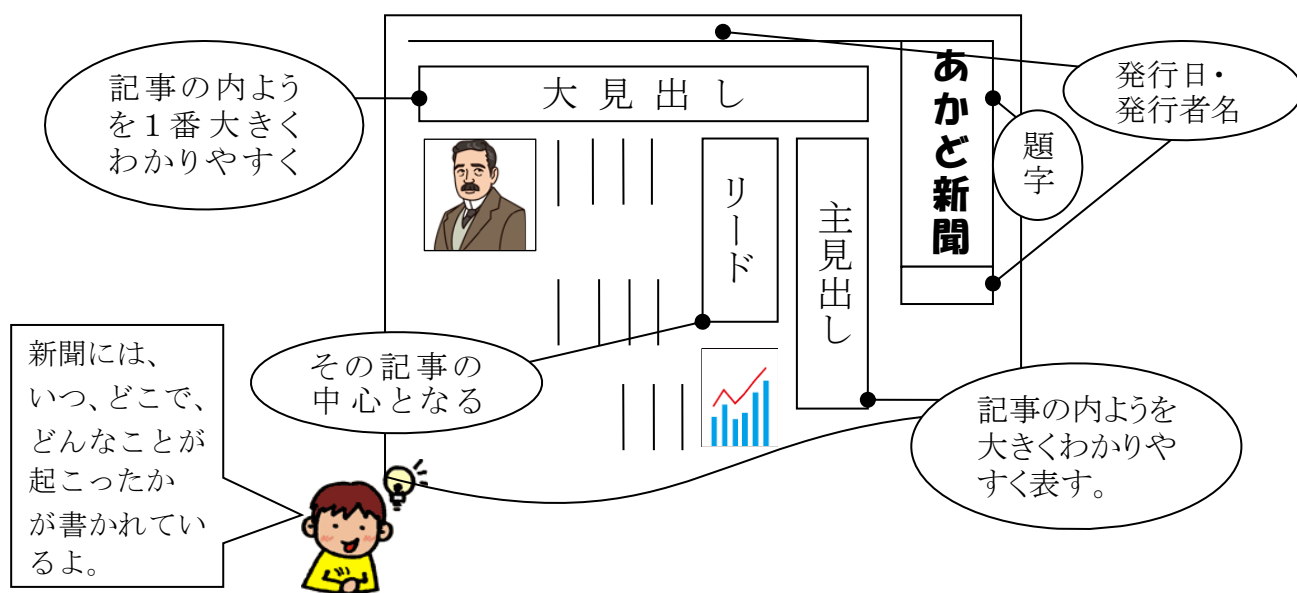 発行日・
発行者名
あかど新聞
題字
大見出し
記事の内よう
を１番大きく
わかりやすく
主見出し
リード
その記事の
中心となる
記事の内ようを
大きくわかりや
すく表す。
新聞には、
いつ、どこで、
どんなことが
起こったか
が書かれてい
るよ。